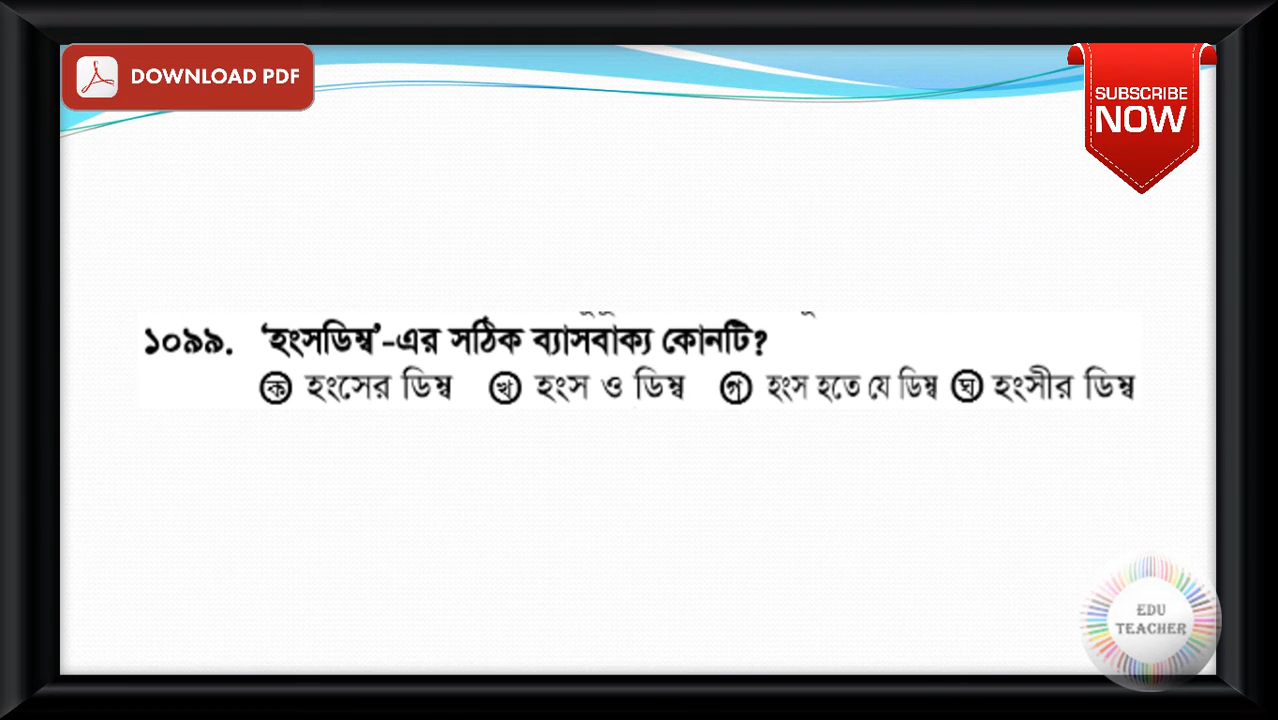 DOWNLOAD PDF
SUBSCRIBE
NOW
১০৯৯. ‘হংসডিম্ব’-এর সঠিক ব্যাসবাক্য কোনটি?
ক হংসের ডিম্ব খ হংস ও ডিম্ব গ হংস হতে যে ডিম্ব ঘ হংসীর ডিম্ব
EDU
TEACHER